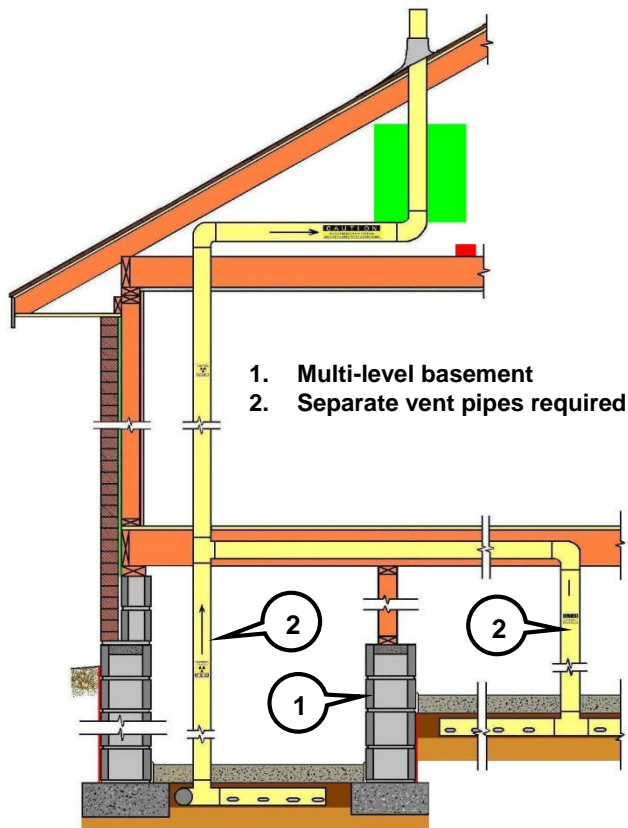 CAUTION
1. Multi-level basement
2. Separate vent pipes required
2
2
1